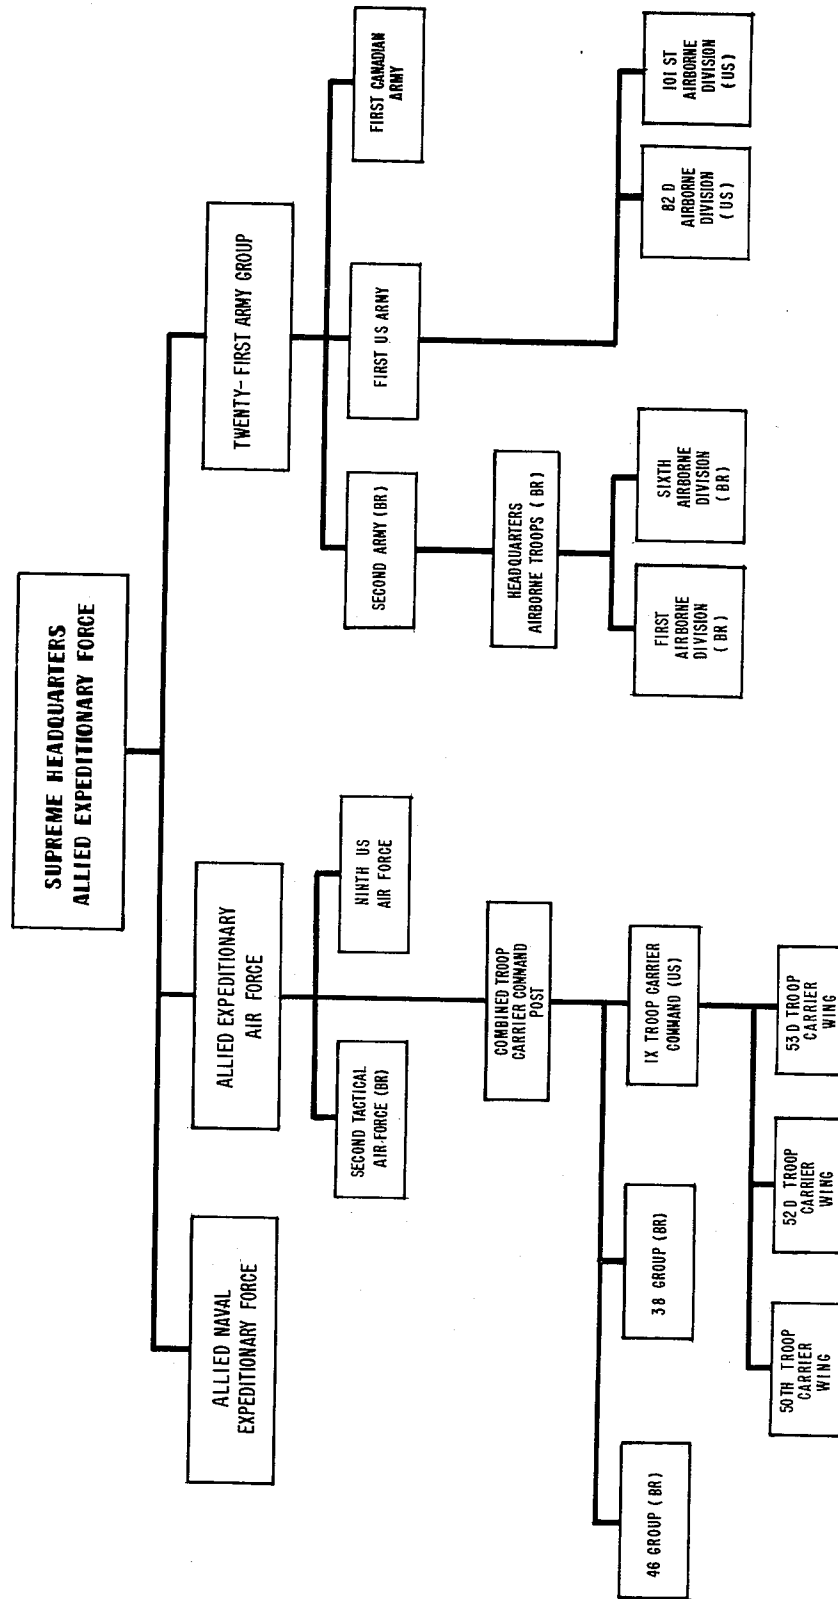 SUPREME HEADQUARTERS
ALLIED EXPEDITIONARY FORCE
ALLIED NAVAL
EXPEDITIONARY FORCE
ALLIED EXPEDITIONARY
AIR FORCE
TWENTY-FIRST ARMY GROUP
SECOND TACTICAL
AIR FORCE (BR)
NINTH US
AIR FORCE
SECOND ARMY (BR)
FIRST US ARMY
FIRST CANADIAN
ARMY
COMBINED TROOP
CARRIER COMMAND
POST
HEADQUARTERS
AIRBORNE TROOPS (BR)
46 GROUP (BR)
38 GROUP (BR)
IX TROOP CARRIER
COMMAND (US)
FIRST
AIRBORNE
DIVISION
(BR)
SIXTH
AIRBORNE
DIVISION
(BR)
82D
AIRBORNE
DIVISION
(US)
101 ST
AIRBORNE
DIVISION
(US)
50TH TROOP
CARRIER
WING
52D TROOP
CARRIER
WING
53D TROOP
CARRIER
WING